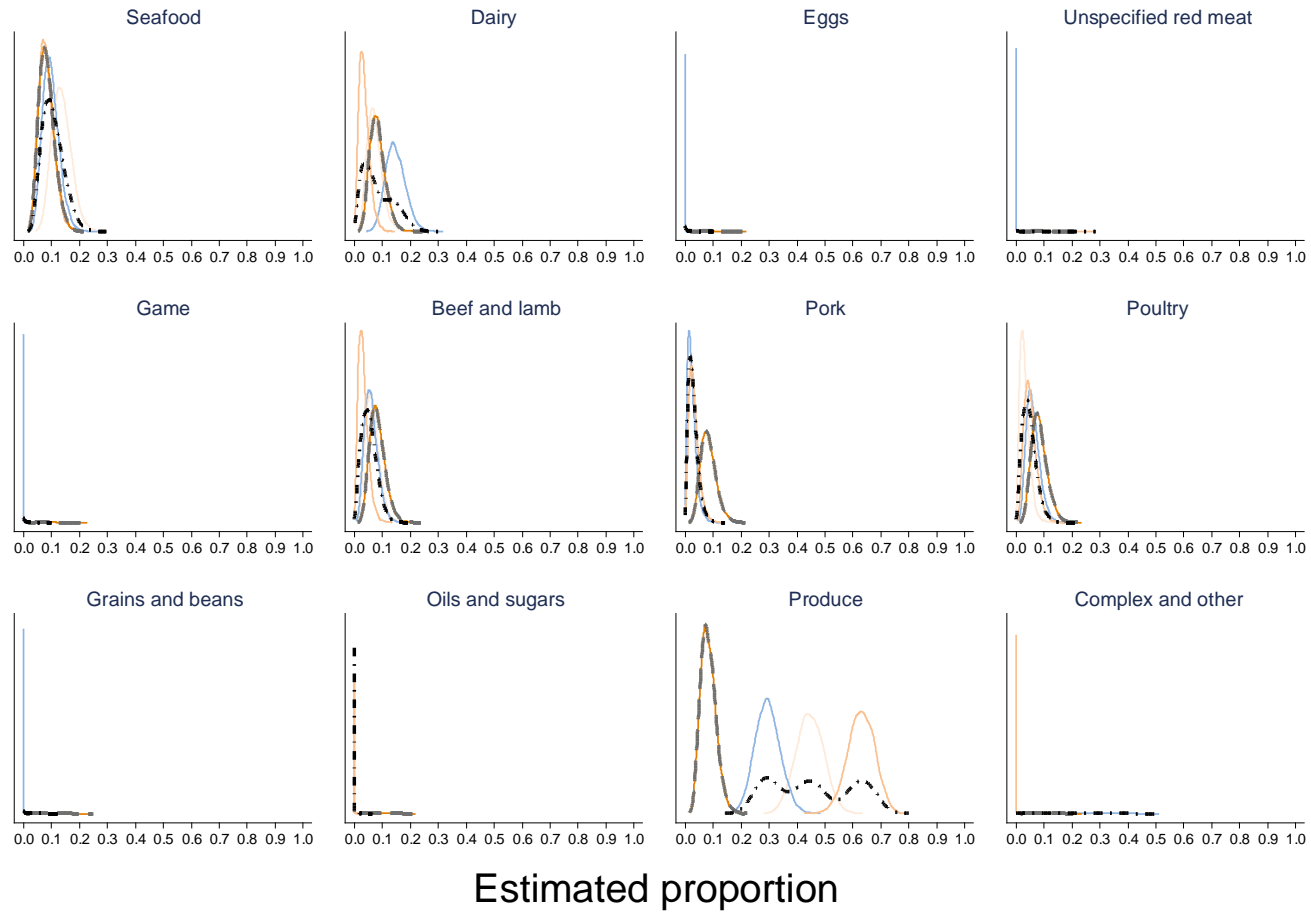 Seafood Dairy Eggs Unspecified red meat
0.0 0.1 0.2 0.3 0.4 0.5 0.6 0.7 0.8 0.9 1.0 0.0 0.1 0.2 0.3 0.4 0.5 0.6 0.7 0.8 0.9 1.0 0.0 0.1 0.2 0.3 0.4 0.5 0.6 0.7 0.8 0.9 1.0 0.0 0.1 0.2 0.3 0.4 0.5 0.6 0.7 0.8 0.9 1.0
Game Beef and lamb Pork Poultry
0.0 0.1 0.2 0.3 0.4 0.5 0.6 0.7 0.8 0.9 1.0 0.0 0.1 0.2 0.3 0.4 0.5 0.6 0.7 0.8 0.9 1.0 0.0 0.1 0.2 0.3 0.4 0.5 0.6 0.7 0.8 0.9 1.0 0.0 0.1 0.2 0.3 0.4 0.5 0.6 0.7 0.8 0.9 1.0
Grains and beans Oils and sugars Produce Complex and other
0.0 0.1 0.2 0.3 0.4 0.5 0.6 0.7 0.8 0.9 1.0 0.0 0.1 0.2 0.3 0.4 0.5 0.6 0.7 0.8 0.9 1.0 0.0 0.1 0.2 0.3 0.4 0.5 0.6 0.7 0.8 0.9 1.0 0.0 0.1 0.2 0.3 0.4 0.5 0.6 0.7 0.8 0.9 1.0
Estimated proportion